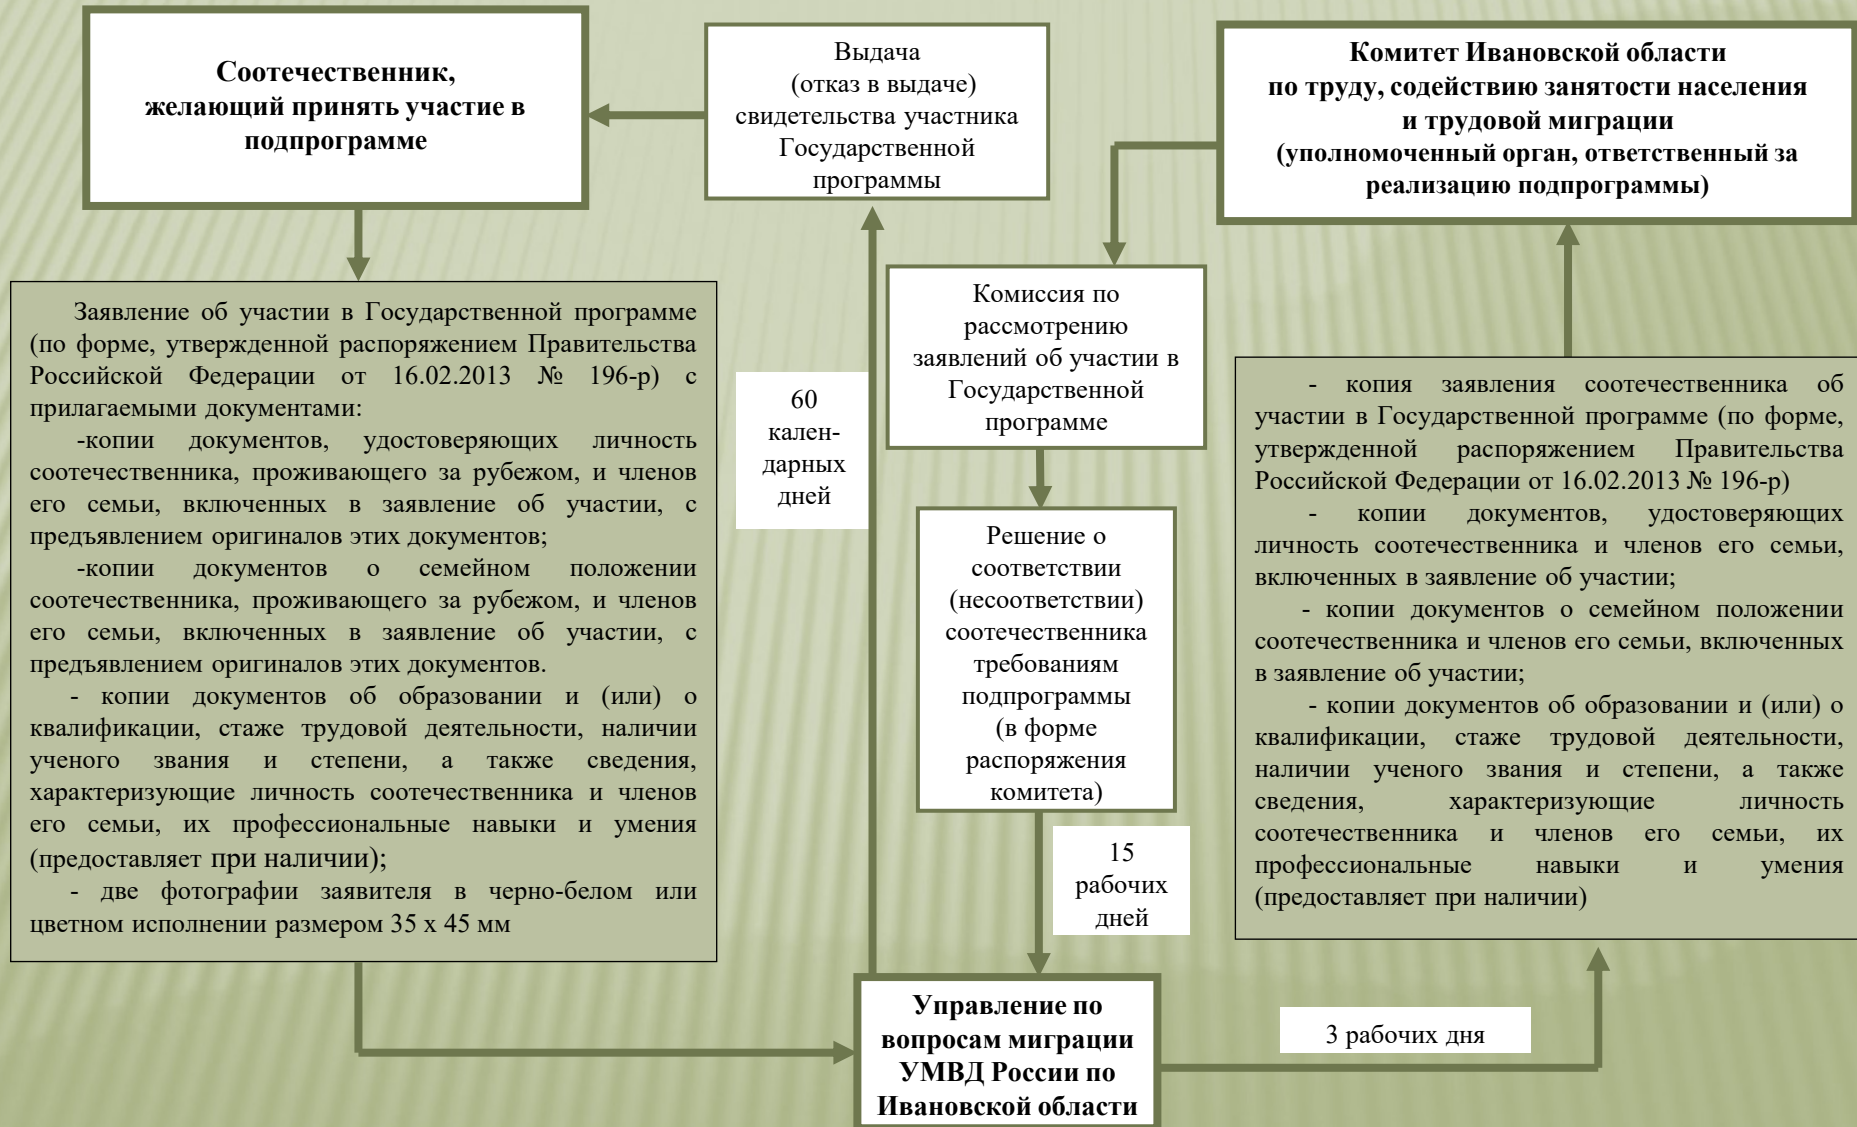 Соотечественник,
желающий принять участие в
подпрограмме
Выдача
(отказ в выдаче)
свидетельства участника
Государственной
программы
Комитет Ивановской области
по труду, содействию занятости населения
и трудовой миграции
(уполномоченный орган, ответственный за
реализацию подпрограммы)
Заявление об участии в Государственной программе
(по форме, утвержденной распоряжением Правительства
Российской Федерации от 16.02.2013 № 196-р) с
прилагаемыми документами:
-копии документов, удостоверяющих личность
соотечественника, проживающего за рубежом, и членов
его семьи, включенных в заявление об участии, с
предъявлением оригиналов этих документов;
-копии документов о семейном положении
соотечественника, проживающего за рубежом, и членов
его семьи, включенных в заявление об участии, с
предъявлением оригиналов этих документов.
- копии документов об образовании и (или) о
квалификации, стаже трудовой деятельности, наличии
ученого звания и степени, а также сведения,
характеризующие личность соотечественника и членов
его семьи, их профессиональные навыки и умения
(предоставляет при наличии);
- две фотографии заявителя в черно-белом или
цветном исполнении размером 35 х 45 мм
60
кален-
дарных
дней
Комиссия по
рассмотрению
заявлений об участии в
Государственной
программе
Решение о
соответствии
(несоответствии)
соотечественника
требованиям
подпрограммы
(в форме
распоряжения
комитета)
15
рабочих
дней
- копия заявления соотечественника об
участии в Государственной программе (по форме,
утвержденной распоряжением Правительства
Российской Федерации от 16.02.2013 № 196-р)
- копии документов, удостоверяющих
личность соотечественника и членов его семьи,
включенных в заявление об участии;
- копии документов о семейном положении
соотечественника и членов его семьи, включенных
в заявление об участии;
- копии документов об образовании и (или) о
квалификации, стаже трудовой деятельности,
наличии ученого звания и степени, а также
сведения, характеризующие личность
соотечественника и членов его семьи, их
профессиональные навыки и умения
(предоставляет при наличии)
Управление по
вопросам миграции
УМВД России по
Ивановской области
3 рабочих дня